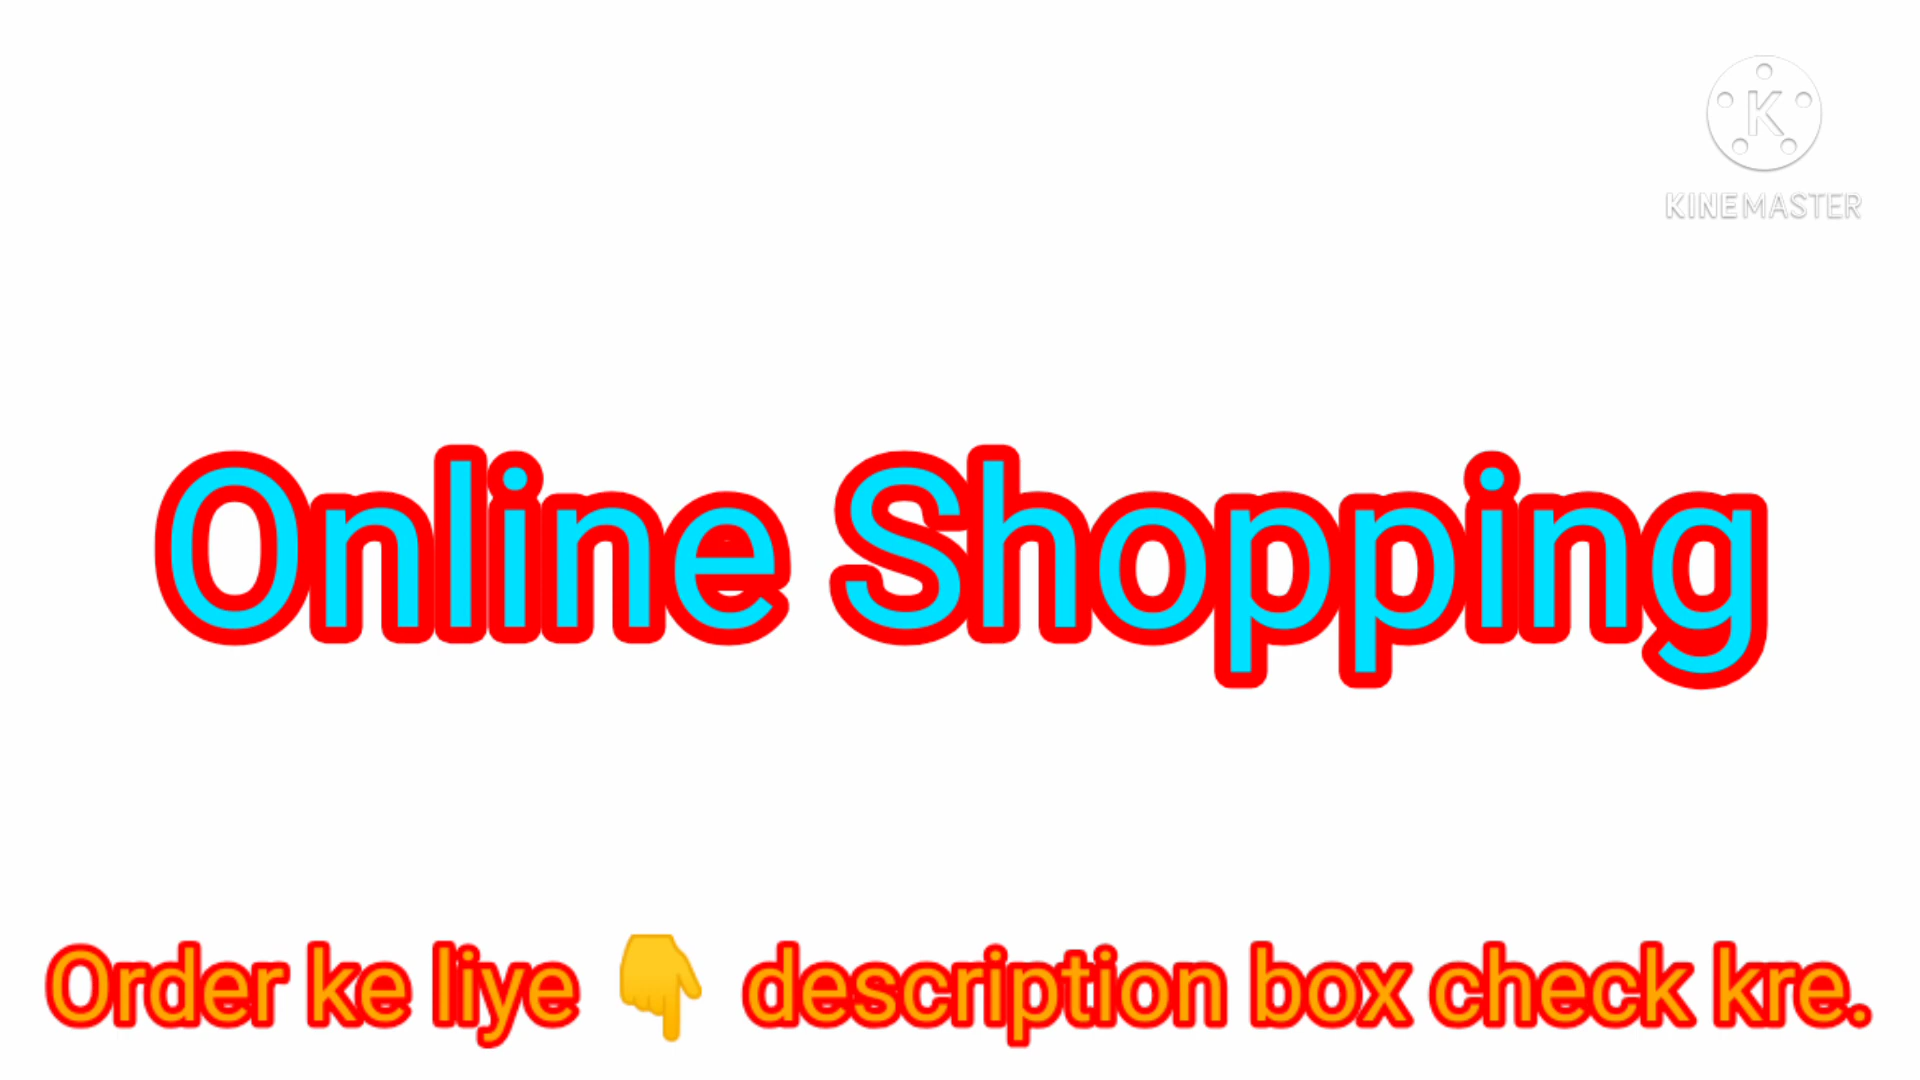 K
KINEMASTER
Online Shopping
Order ke liye 👇 description box check kre.